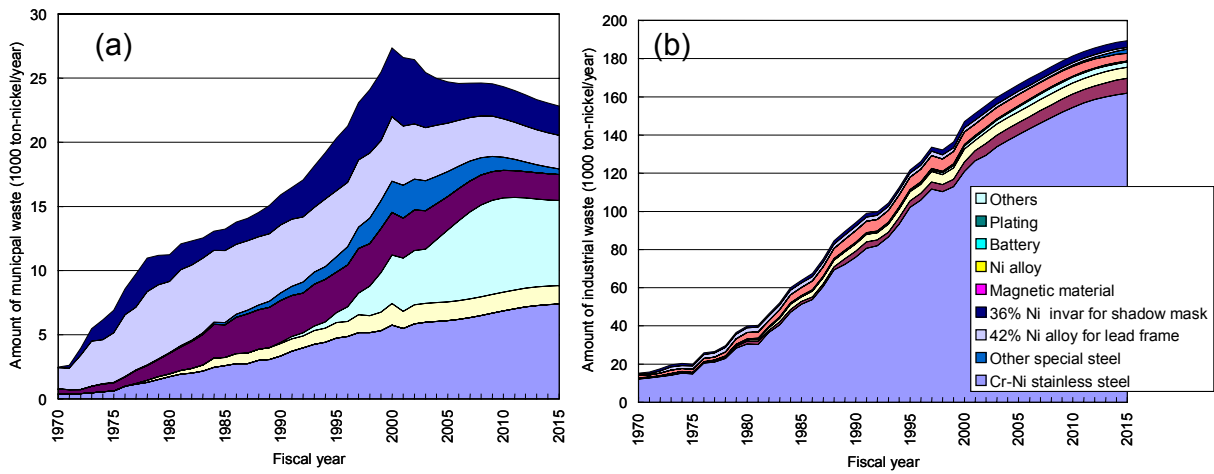 (a)
Amount of municpal waste (1000 ton-nickel/year)
30
25
20
15
10
5
0
1970
1975
1980
1985
1990
1995
2000
2005
2010
2015
Fiscal year
(b)
Amount of industrial waste (1000 ton-nickel/year)
200
180
160
140
120
100
80
60
40
20
0
1970
1975
1980
1985
1990
1995
2000
2005
2010
2015
Fiscal year
Others
Plating
Battery
Ni alloy
Magnetic material
36% Ni invar for shadow mask
42% Ni alloy for lead frame
Other special steel
Cr-Ni stainless steel